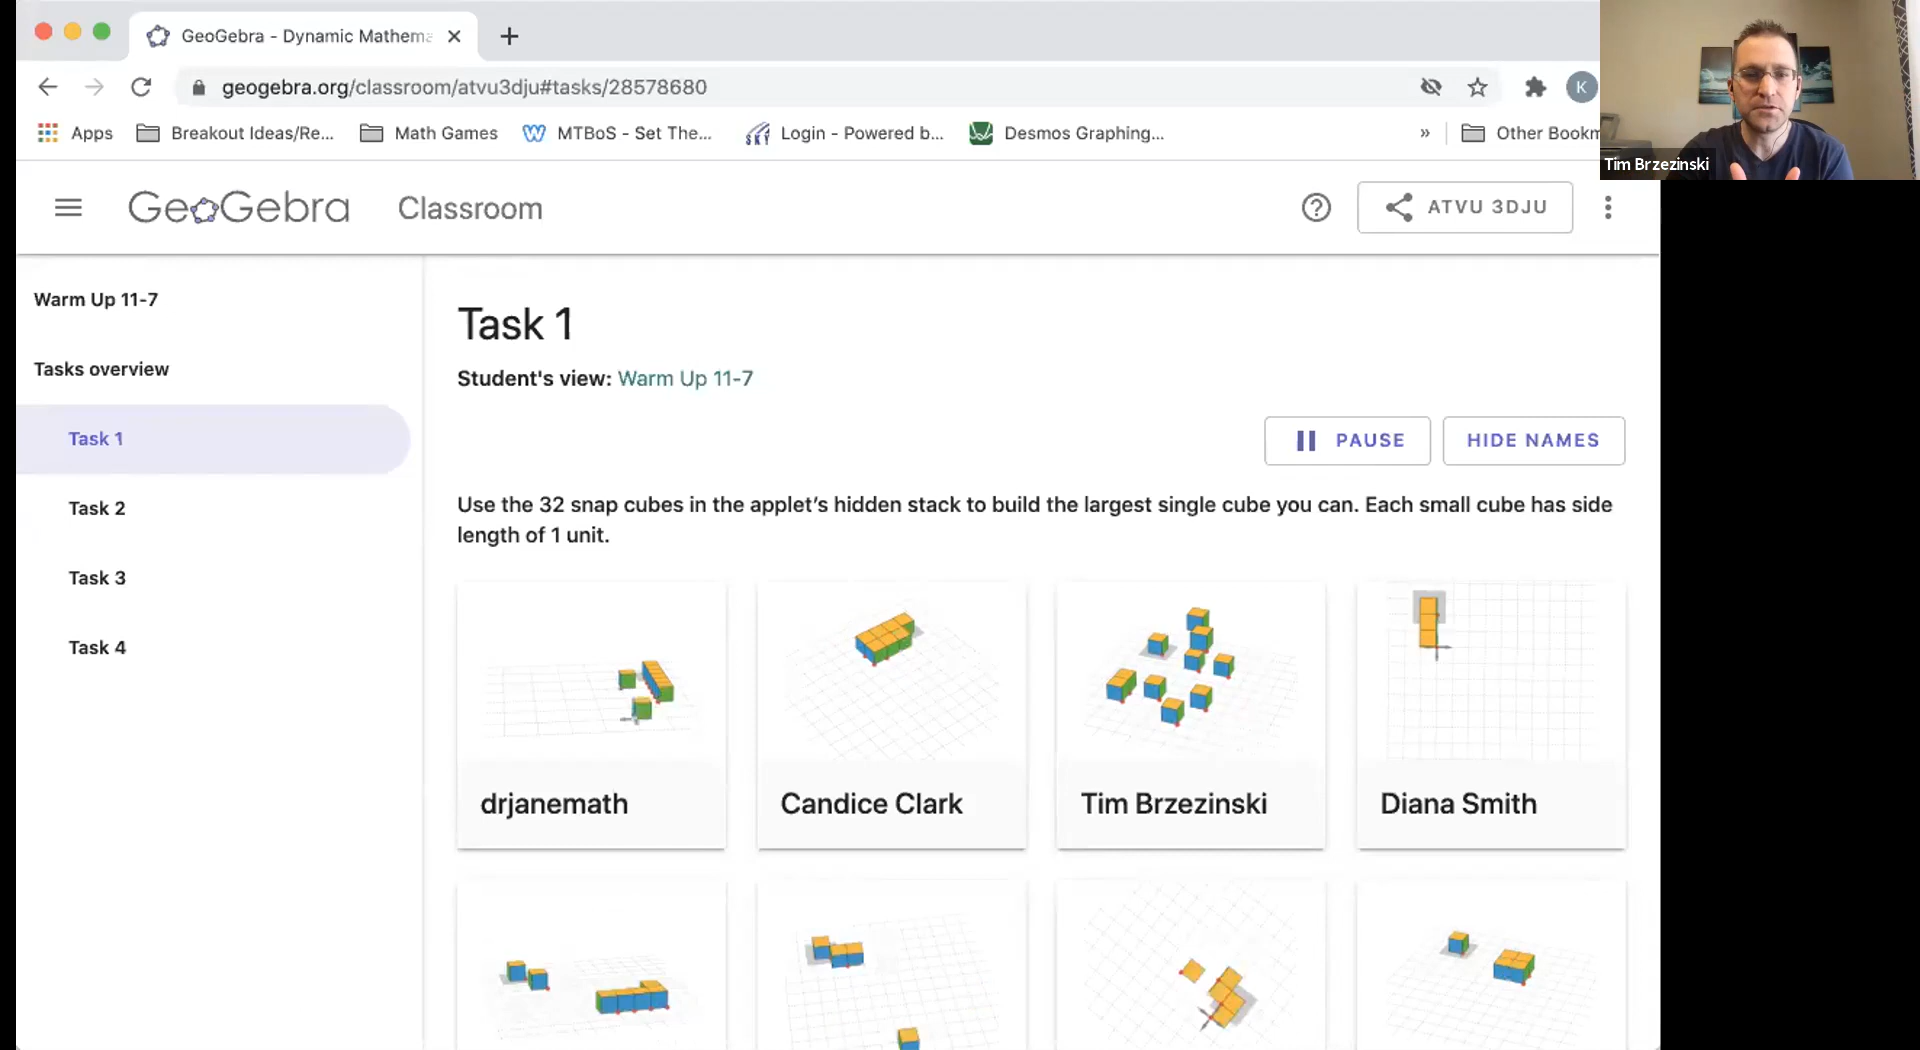 GeoGebra - Dynamic Mathema
geogebra.org/classroom/atvu3dju#tasks/28578680
K
Apps
Breakout Ideas/Re...
Math Games
MTBoS - Set The...
Login - Powered b...
Desmos Graphing...
»
Other Bookm
Tim Brzezinski
GeoGebra
Classroom
ATVU 3DJU
Warm Up 11-7
Tasks overview
Task 1
Task 2
Task 3
Task 4
Task 1
Student's view: Warm Up 11-7
PAUSE
HIDE NAMES
Use the 32 snap cubes in the applet’s hidden stack to build the largest single cube you can. Each small cube has side
length of 1 unit.
drjanemath
Candice Clark
Tim Brzezinski
Diana Smith